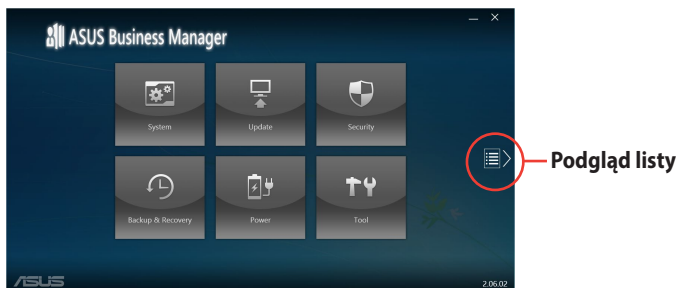 ASUS Business Manager
System
Update
Security
Podgląd listy
Backup & Recovery
Power
Tool
ASUS
2.06.02